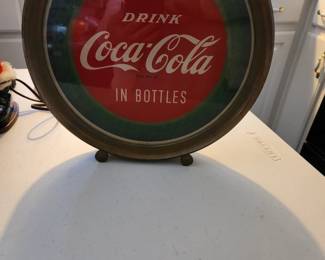 DRINK
Coca-Cola
IN BOTTLES